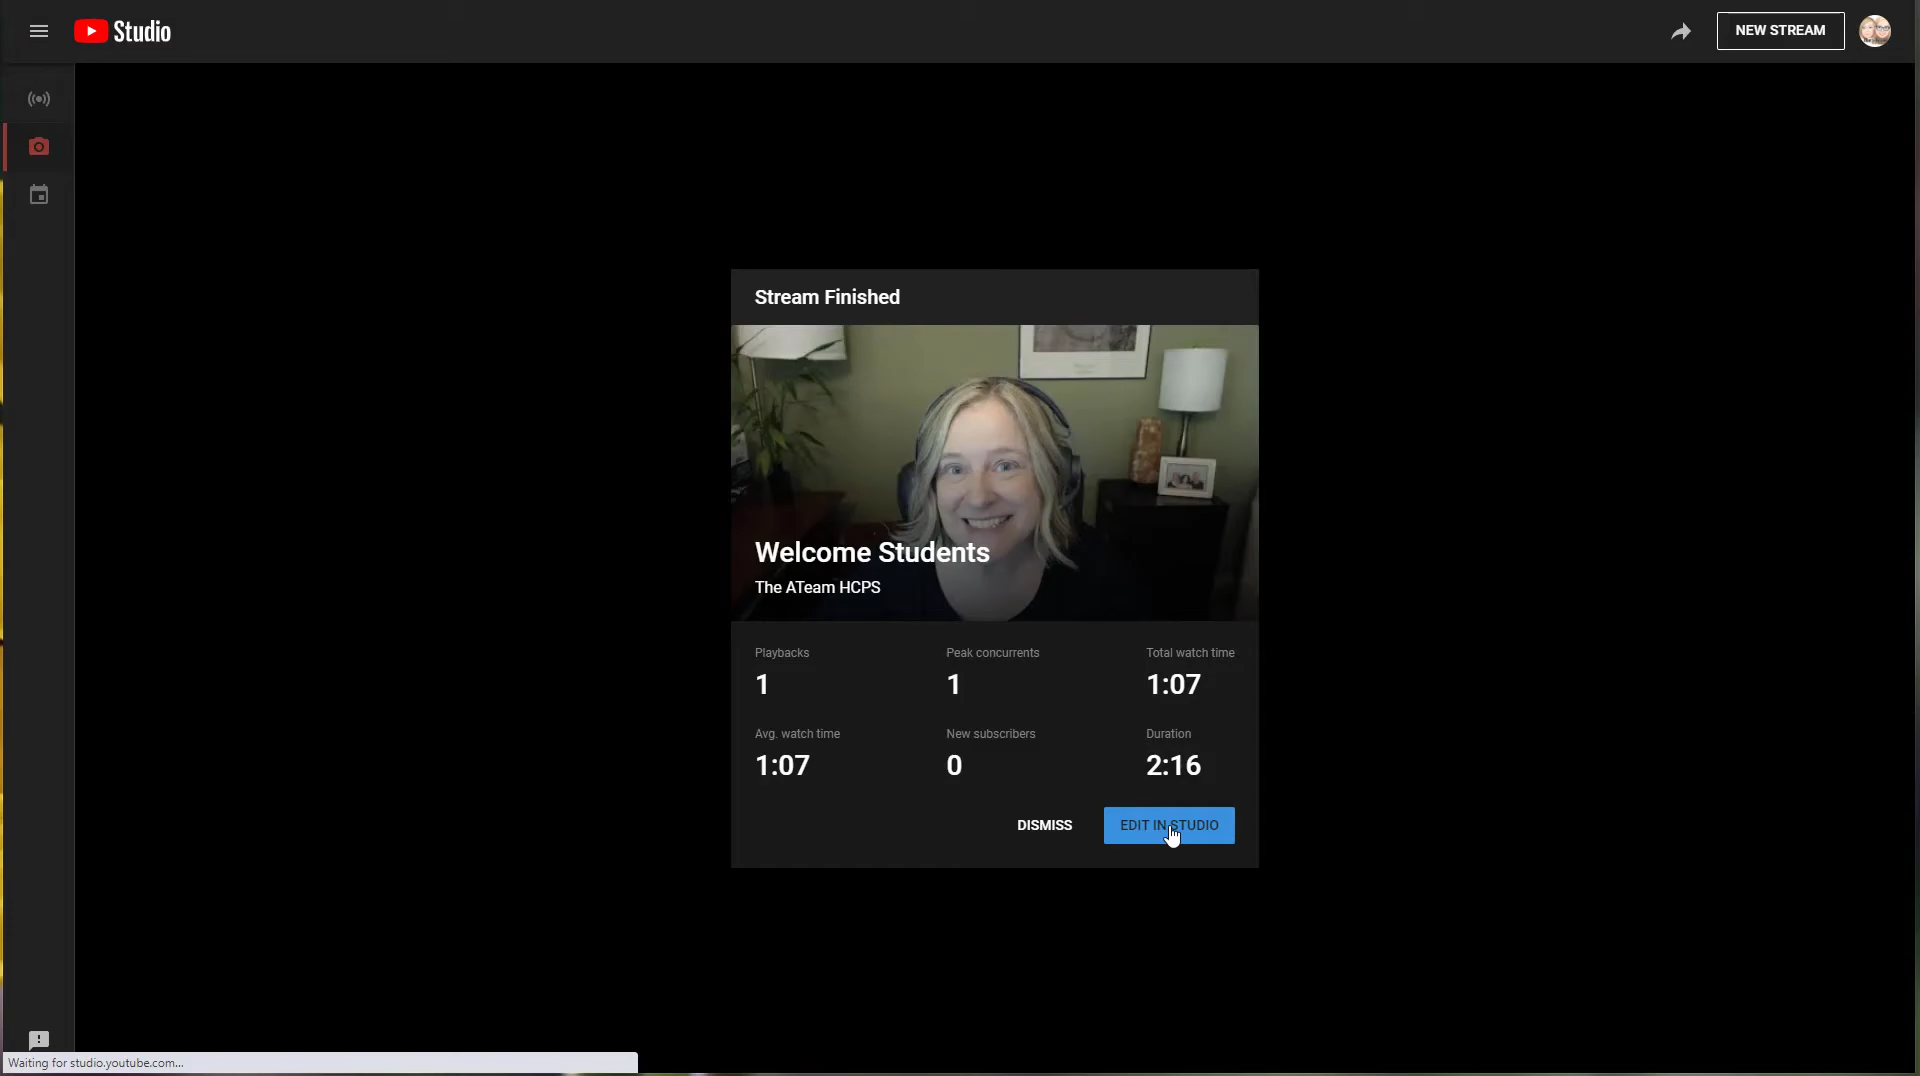 Studio
NEW STREAM
Stream Finished
Welcome Students
The ATeam HCPS
Playbacks
Peak concurrents
Total watch time
1
1
1:07
Avg. watch time
New subscribers
Duration
1:07
0
2:16
DISMISS
EDIT IN STUDIO
Waiting for studio.youtube.com...